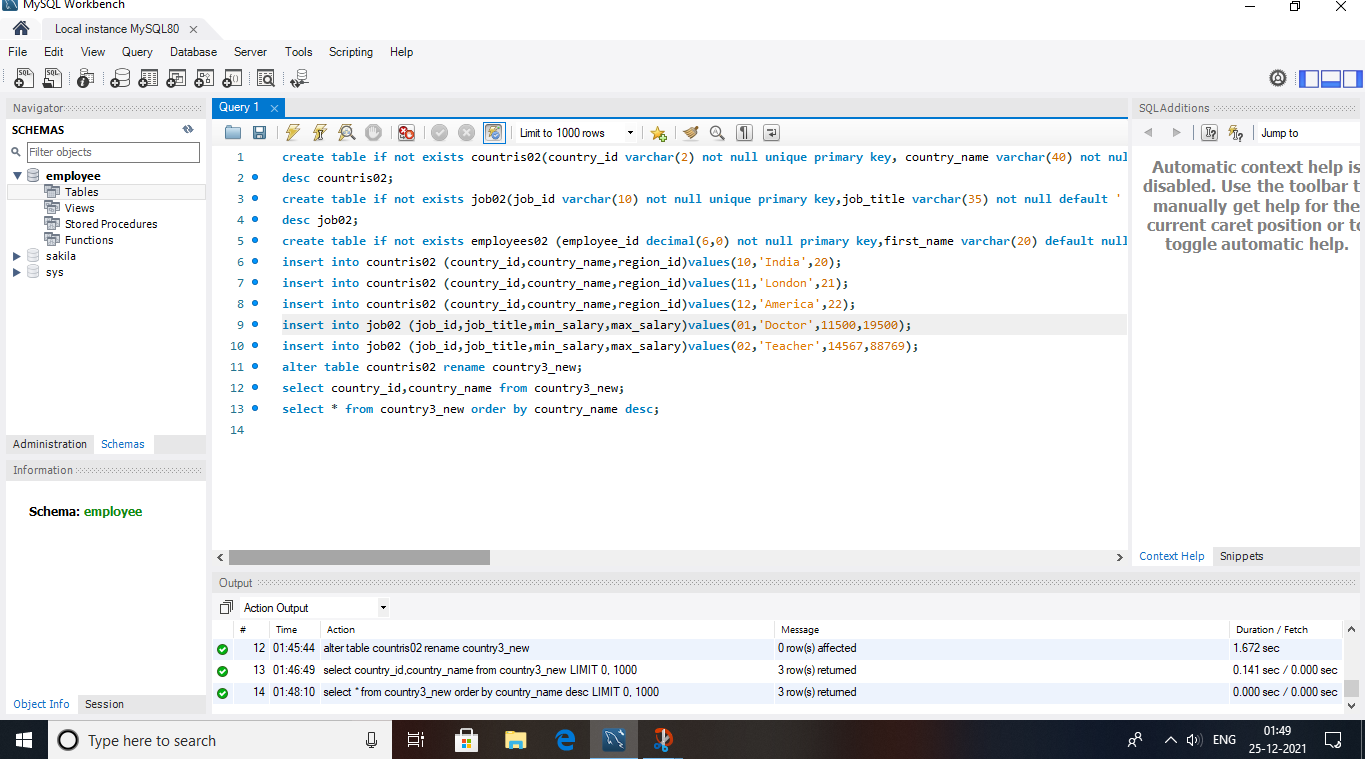 MySQL Workbench
Local instance MySQL80
File Edit View Query Database Server Tools Scripting Help
Navigator
SCHEMAS
Filter objects
employee
Tables
Views
Stored Procedures
Functions
sakila
sys
Administration Schemas
Information
Schema: employee
Object Info Session
Query 1
Limit to 1000 rows
1 create table if not exists countris02(country_id varchar(2) not null unique primary key, country_name varchar(40) not nul
2 desc countris02;
3 create table if not exists job02(job_id varchar(10) not null unique primary key,job_title varchar(35) not null default '
4 desc job02;
5 create table if not exists employees02 (employee_id decimal(6,0) not null primary key,first_name varchar(20) default null
6 insert into countris02 (country_id,country_name,region_id)values(10,'India',20);
7 insert into countris02 (country_id,country_name,region_id)values(11,'London',21);
8 insert into countris02 (country_id,country_name,region_id)values(12,'America',22);
9 insert into job02 (job_id,job_title,min_salary,max_salary)values(01,'Doctor',11500,19500);
10 insert into job02 (job_id,job_title,min_salary,max_salary)values(02,'Teacher',14567,88769);
11 alter table countris02 rename country3_new;
12 select country_id,country_name from country3_new;
13 select * from country3_new order by country_name desc;
14
SQLAdditions
Jump to
Automatic context help is
disabled. Use the toolbar t
manually get help for the
current caret position or to
toggle automatic help.
Context Help Snippets
Output
Action Output
# Time Action Message Duration / Fetch
12 01:45:44 alter table countris02 rename country3_new 0 row(s) affected 1.672 sec
13 01:46:49 select country_id,country_name from country3_new LIMIT 0, 1000 3 row(s) returned 0.141 sec / 0.000 sec
14 01:48:10 select * from country3_new order by country_name desc LIMIT 0, 1000 3 row(s) returned 0.000 sec / 0.000 sec
Type here to search
ENG
01:49
25-12-2021